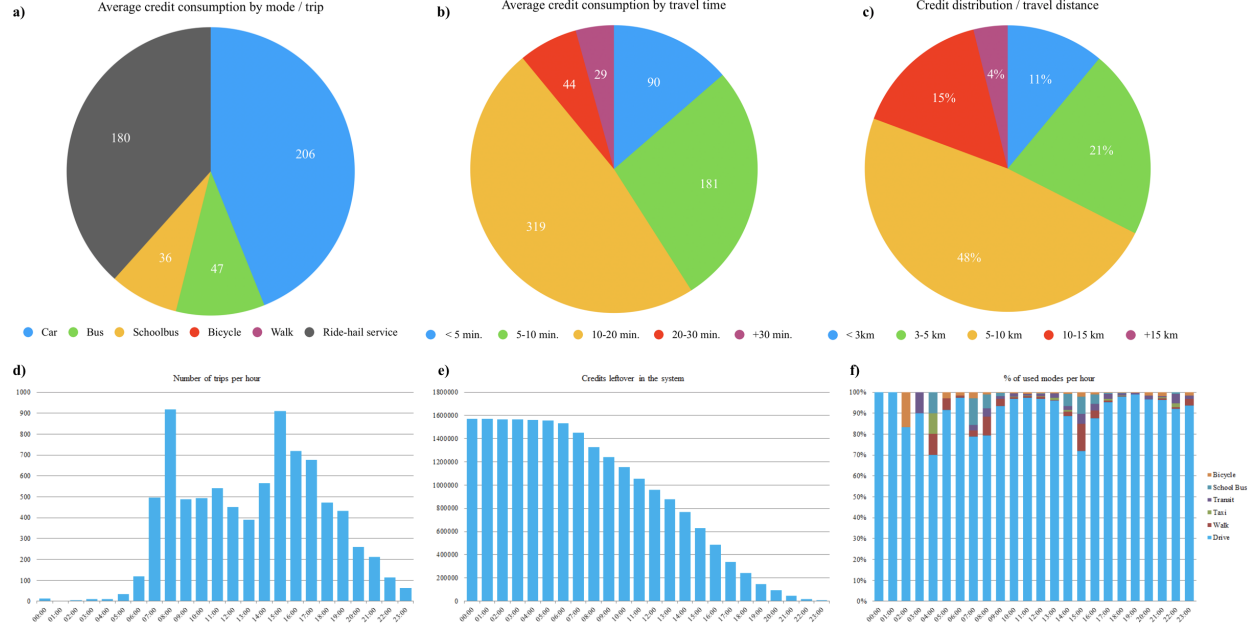 a)
Average credit consumption by mode / trip
180
206
36
47
Car
Bus
Schoolbus
Bicycle
Walk
Ride-hail service
b)
Average credit consumption by travel time
29
44
90
181
319
< 5 min.
5-10 min.
10-20 min.
20-30 min.
+30 min.
c)
Credit distribution / travel distance
4%
11%
15%
21%
48%
< 3km
3-5 km
5-10 km
10-15 km
+15 km
d)
Number of trips per hour
1000
900
800
700
600
500
400
300
200
100
0
00:00 01:00 02:00 03:00 04:00 05:00 06:00 07:00 08:00 09:00 10:00 11:00 12:00 13:00 14:00 15:00 16:00 17:00 18:00 19:00 20:00 21:00 22:00 23:00
e)
Credits leftover in the system
1800000
1600000
1400000
1200000
1000000
800000
600000
400000
200000
0
00:00 01:00 02:00 03:00 04:00 05:00 06:00 07:00 08:00 09:00 10:00 11:00 12:00 13:00 14:00 15:00 16:00 17:00 18:00 19:00 20:00 21:00 22:00 23:00
f)
% of used modes per hour
100%
90%
80%
70%
60%
50%
40%
30%
20%
10%
0%
00:00 01:00 02:00 03:00 04:00 05:00 06:00 07:00 08:00 09:00 10:00 11:00 12:00 13:00 14:00 15:00 16:00 17:00 18:00 19:00 20:00 21:00 22:00 23:00
Bicycle
School Bus
Transit
Taxi
Walk
Drive